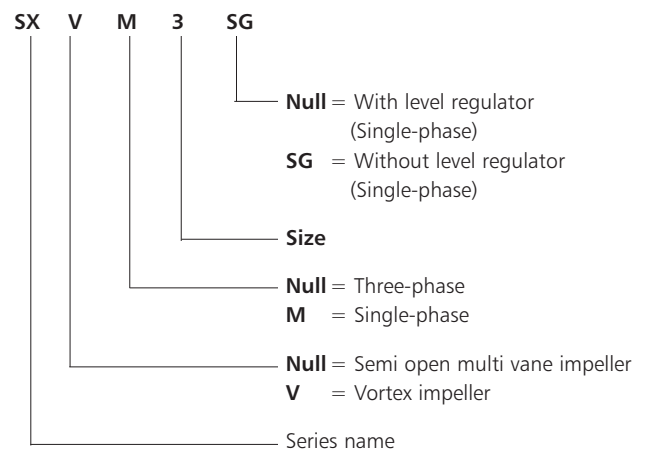 SX V M 3 SG
Null = With level regulator
(Single-phase)
SG = Without level regulator
(Single-phase)
Size
Null = Three-phase
M = Single-phase
Null = Semi open multi vane impeller
V = Vortex impeller
Series name